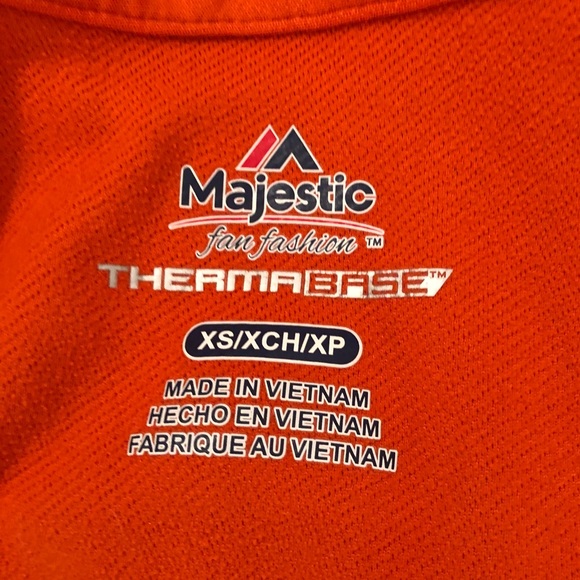 Majestic
fan fashion™
THERMABASE™
XS/XCH/XP
MADE IN VIETNAM
HECHO EN VIETNAM
FABRIQUE AU VIETNAM